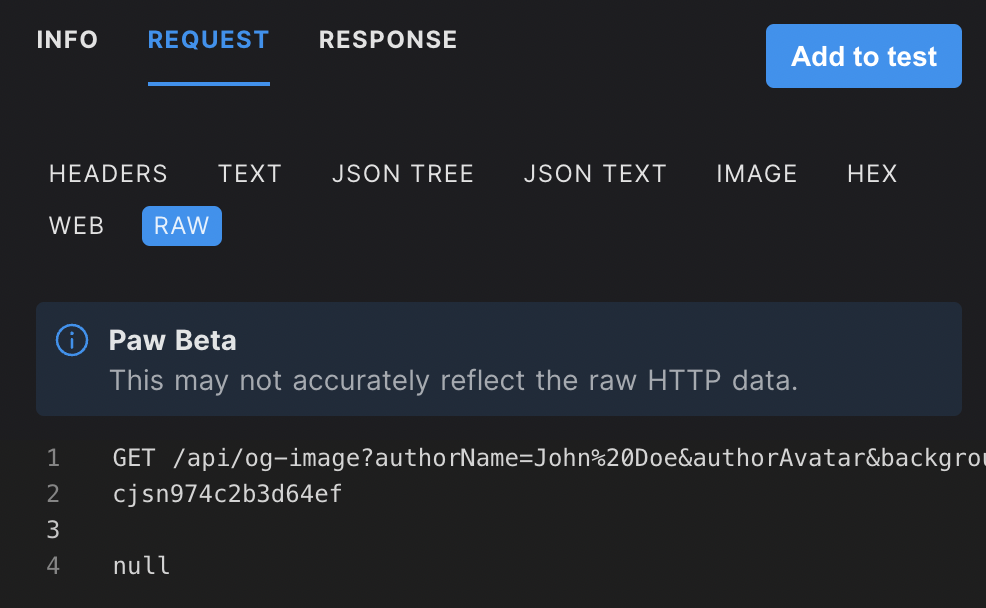 INFO REQUEST RESPONSE Add to test
HEADERS TEXT JSON TREE JSON TEXT IMAGE HEX
WEB RAW
Paw Beta
This may not accurately reflect the raw HTTP data.
1 GET /api/og-image?authorName=John%20Doe&authorAvatar&backgrou
2 cjsn974c2b3d64ef
3
4 null